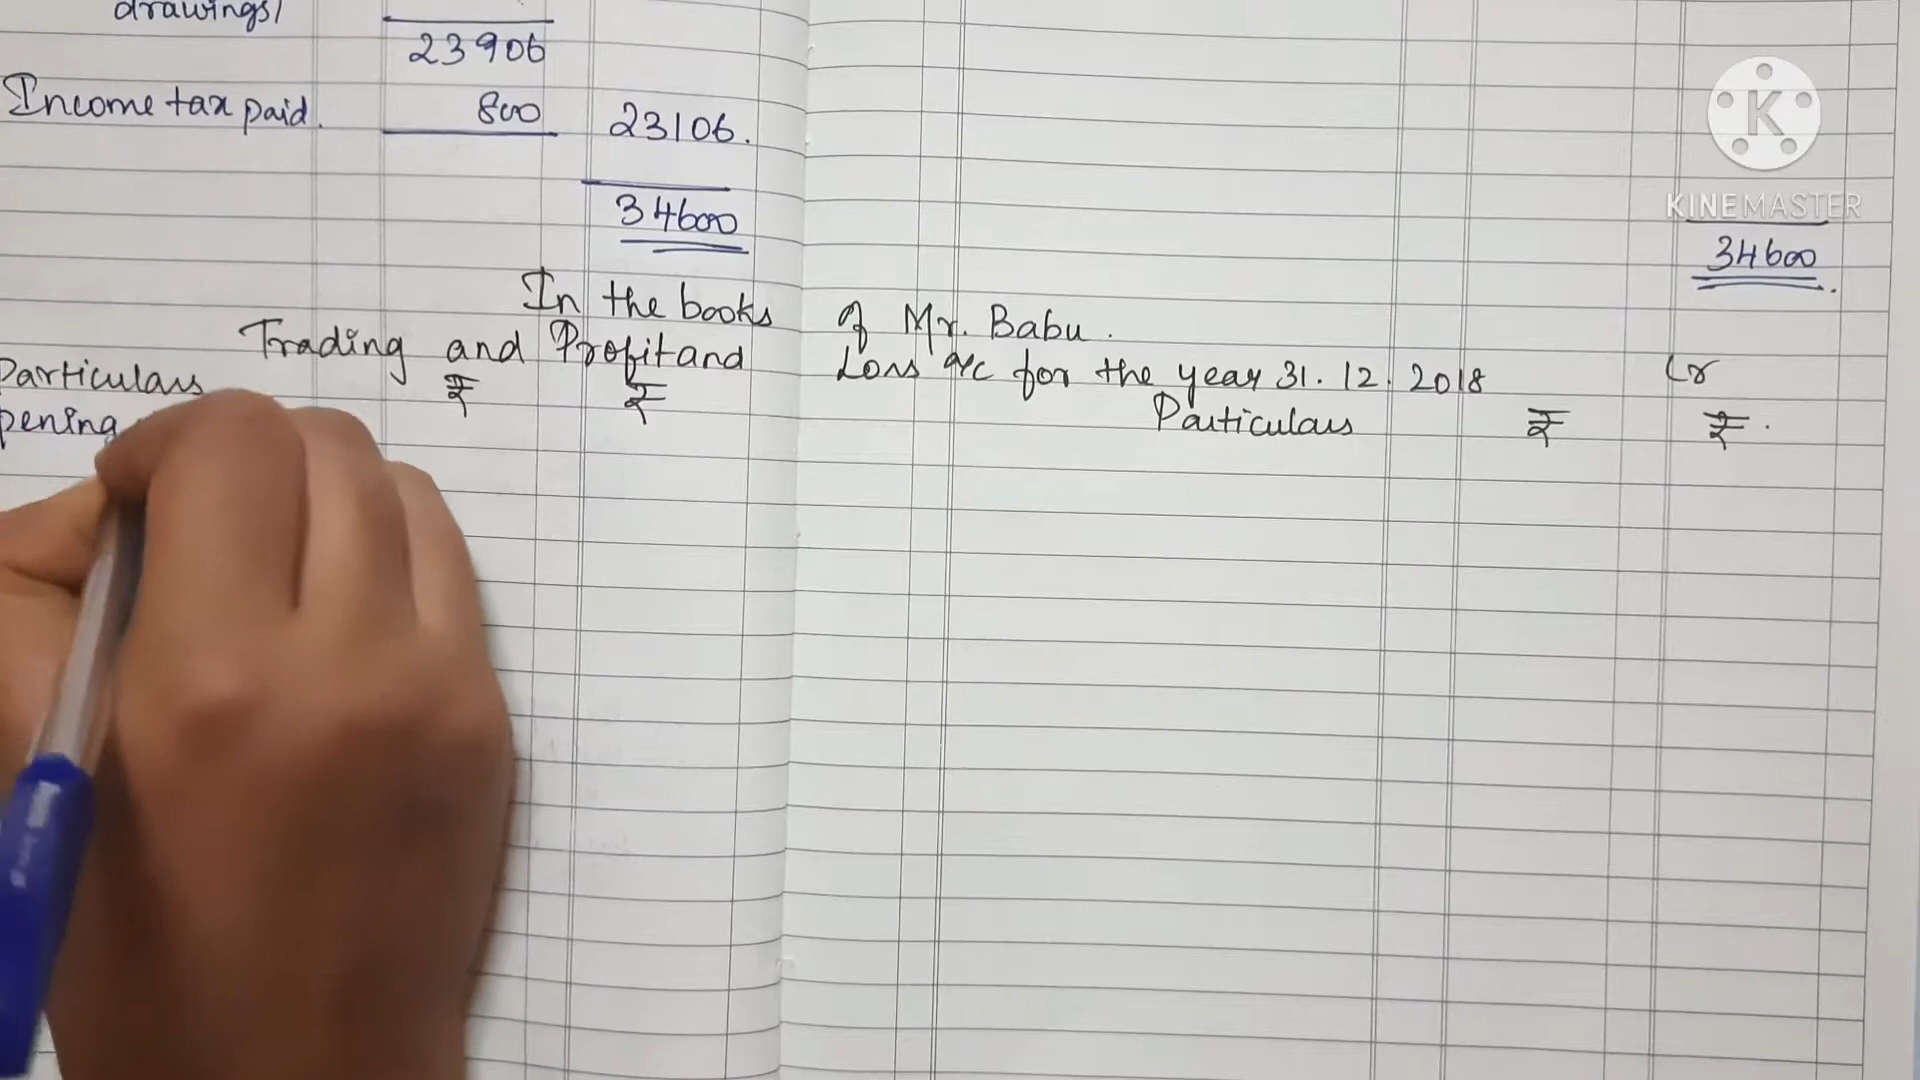 drawings)
23906
Income tax paid. 800 23106.
34600
K
KINEMASTER
34600
In the books of Mr. Babu.
Trading and Profit and Loss a/c for the year 31.12.2018 Cr
Particulars ₹ ₹ Particulars ₹ ₹.
pening